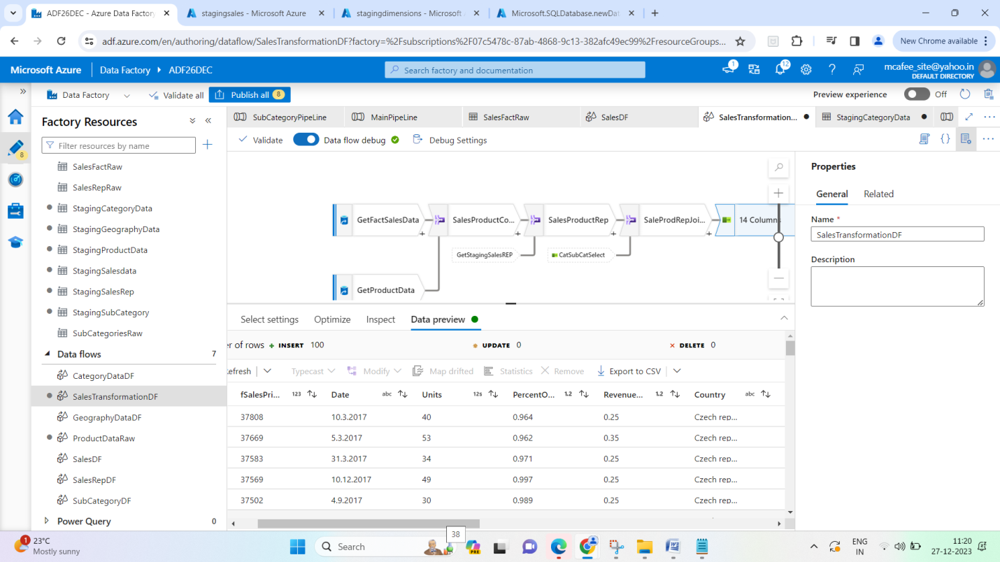 ADF26DEC - Azure Data Factory
stagingsales - Microsoft Azure
stagingdimensions - Microsoft
Microsoft.SQLDatabase.newDat
adf.azure.com/en/authoring/dataflow/SalesTransformationDF?factory=%2Fsubscriptions%2F07c5478c-87ab-4868-9c13-382afc49ec99%2FresourceGroups...
New Chrome available
Microsoft Azure
Data Factory
ADF26DEC
Search factory and documentation
1
12
mcafee_site@yahoo.in
DEFAULT DIRECTORY
Data Factory
Validate all
Publish all 8
Preview experience
Off
8
Factory Resources
Filter resources by name
SalesFactRaw
SalesRepRaw
StagingCategoryData
StagingGeographyData
StagingProductData
StagingSalesdata
StagingSalesRep
StagingSubCategory
SubCategoriesRaw
Data flows 7
CategoryDataDF
SalesTransformationDF
GeographyDataDF
ProductDataRaw
SalesDF
SalesRepDF
SubCategoryDF
Power Query 0
SubCategoryPipeLine
MainPipeLine
SalesFactRaw
SalesDF
SalesTransformation...
StagingCategoryData
Validate
Data flow debug
Debug Settings
GetFactSalesData
SalesProductCo...
SalesProductRep
SaleProdRepJoi...
14 Column
GetStagingSalesREP
CatSubCatSelect
GetProductData
Select settings
Optimize
Inspect
Data preview
er of rows + INSERT 100
UPDATE 0
DELETE 0
efresh
Typecast
Modify
Map drifted
Statistics
Remove
Export to CSV
fSalesPri... 123 Date abc Units 12s PercentO... 1.2 Revenue... 1.2 Country abc
37808 10.3.2017 40 0.964 0.25 Czech rep...
37669 5.3.2017 53 0.962 0.35 Czech rep...
37583 31.3.2017 34 0.971 0.25 Czech rep...
37569 10.12.2017 49 0.997 0.25 Czech rep...
37502 4.9.2017 30 0.989 0.25 Czech rep...
Properties
General
Related
Name *
SalesTransformationDF
Description
38
1
23°C
Mostly sunny
Search
PRE
ENG
IN
11:20
27-12-2023